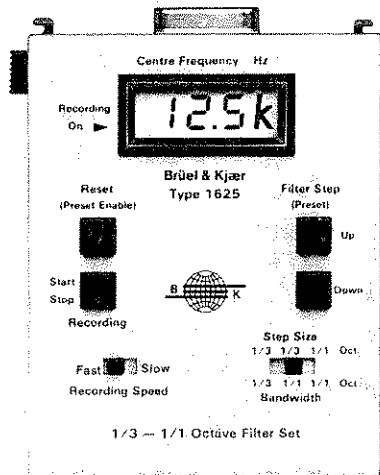 Centre Frequency Hz
12.5k
Recording
On
Brüel & Kjær
Type 1625
Reset
(Preset Enable)
Filter Step
(Preset)
Up
Start
Stop
Down
B K
Recording
Step Size
1/3 1/3 1/1 Oct.
Fast Slow
1/3 1/1 1/1 Oct.
Recording Speed
Bandwidth
1/3 – 1/1 Octave Filter Set